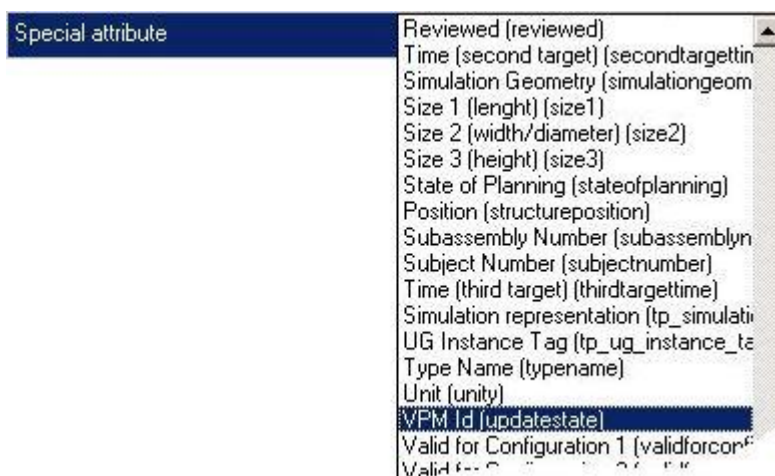 Special attribute
Reviewed (reviewed)
Time (second target) (secondtargettin
Simulation Geometry (simulationgeom
Size 1 (lenght) (size1)
Size 2 (width/diameter) (size2)
Size 3 (height) (size3)
State of Planning (stateofplanning)
Position (structureposition)
Subassembly Number (subassemblyn
Subject Number (subjectnumber)
Time (third target) (thirdtargettime)
Simulation representation (tp_simulati
UG Instance Tag (tp_ug_instance_ta
Type Name (typename)
Unit (unity)
VPM Id (updatestate)
Valid for Configuration 1 (validforconf
Valid